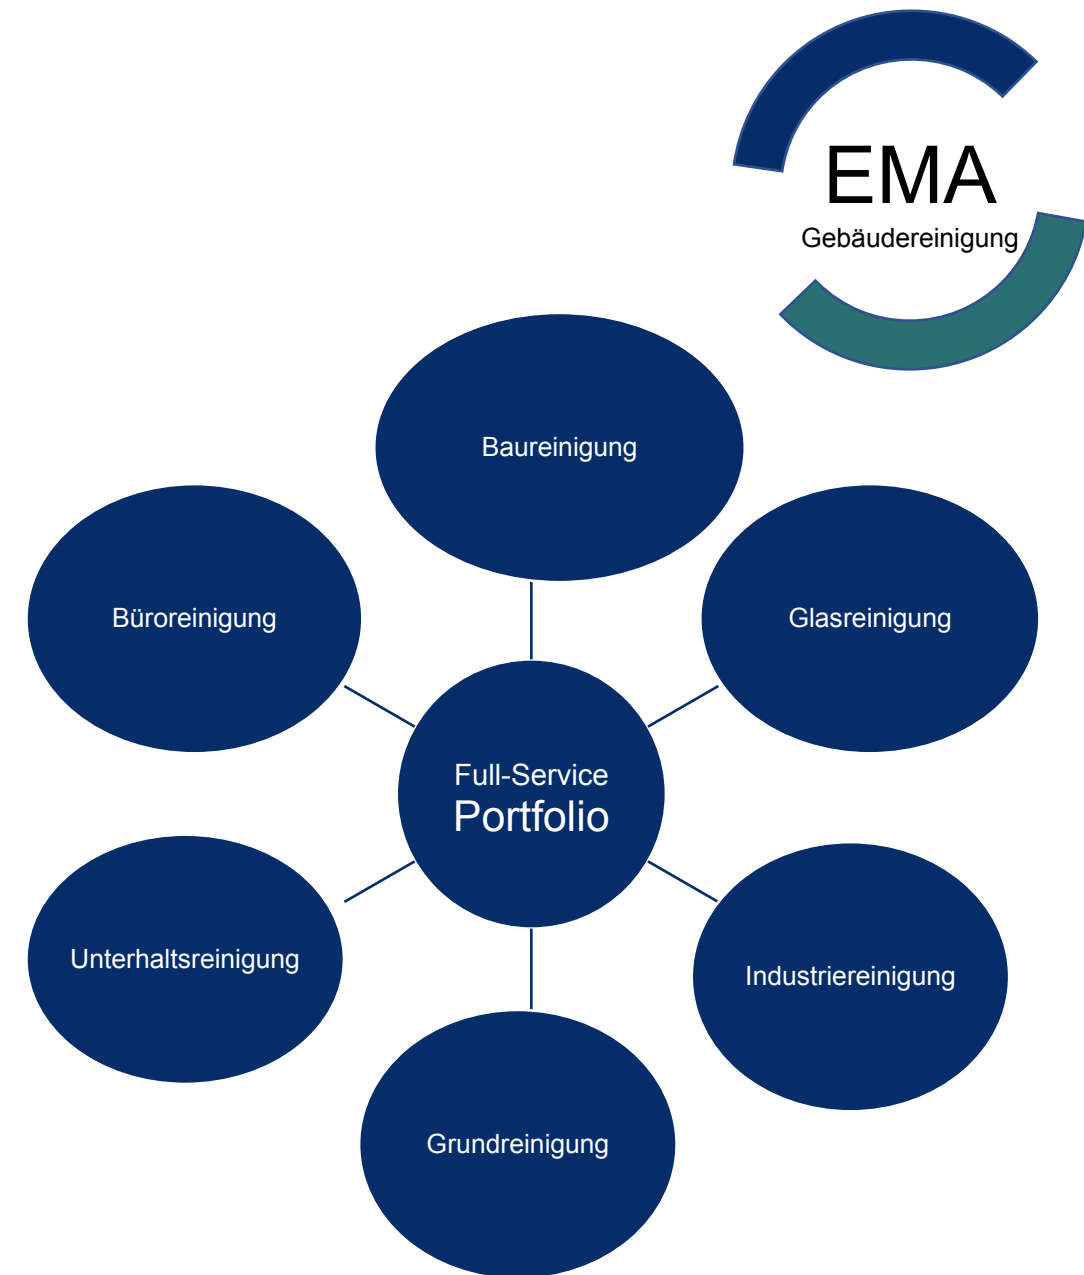 EMA
Gebäudereinigung
Baureinigung
Büroreinigung
Glasreinigung
Full-Service
Portfolio
Unterhaltsreinigung
Industriereinigung
Grundreinigung